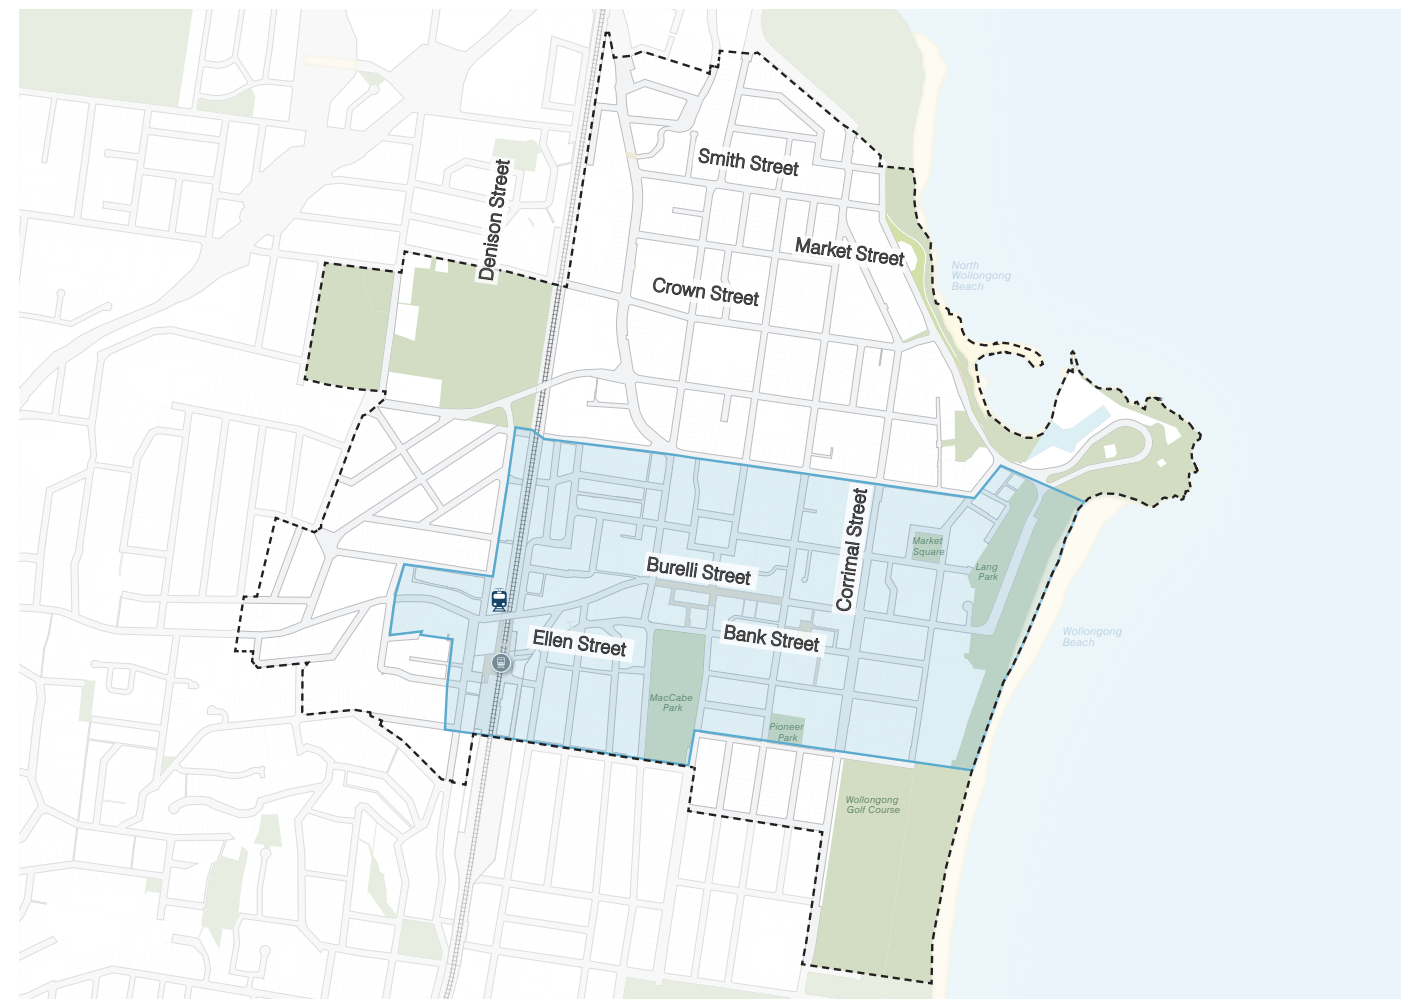 Smith Street
Denison Street
Market Street
North
Wollongong
Beach
Crown Street
Corrimal Street
Market
Square
Lang
Park
Burelli Street
Ellen Street
Bank Street
Wollongong
Beach
MacCabe
Park
Pioneer
Park
Wollongong
Golf Course